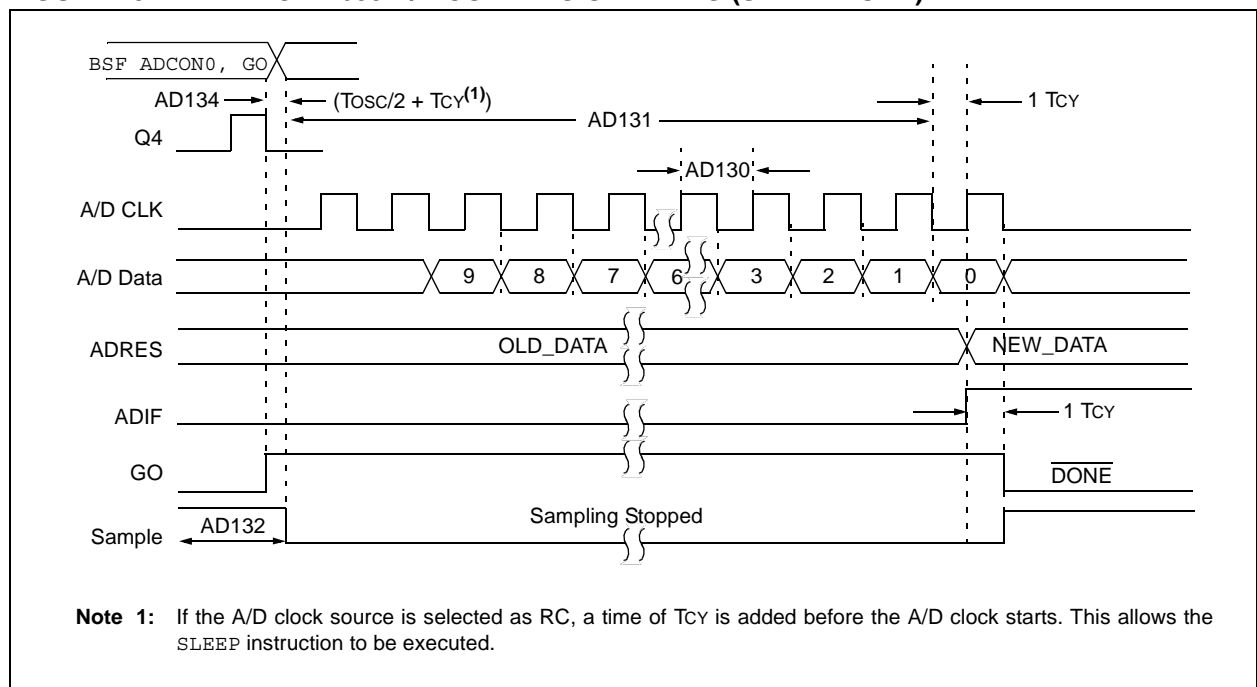 BSF ADCON0, GO
AD134
(TOSC/2 + TCY(1))
1 TCY
AD131
Q4
AD130
A/D CLK
A/D Data
9 8 7 6 3 2 1 0
ADRES
OLD_DATA
NEW_DATA
ADIF
1 TCY
GO
DONE
Sample
AD132
Sampling Stopped
Note 1: If the A/D clock source is selected as RC, a time of TCY is added before the A/D clock starts. This allows the
SLEEP instruction to be executed.